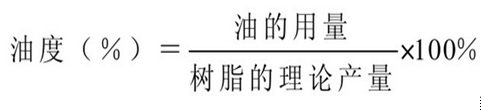 油的用量
油度（%）＝ ×100%
树脂的理论产量